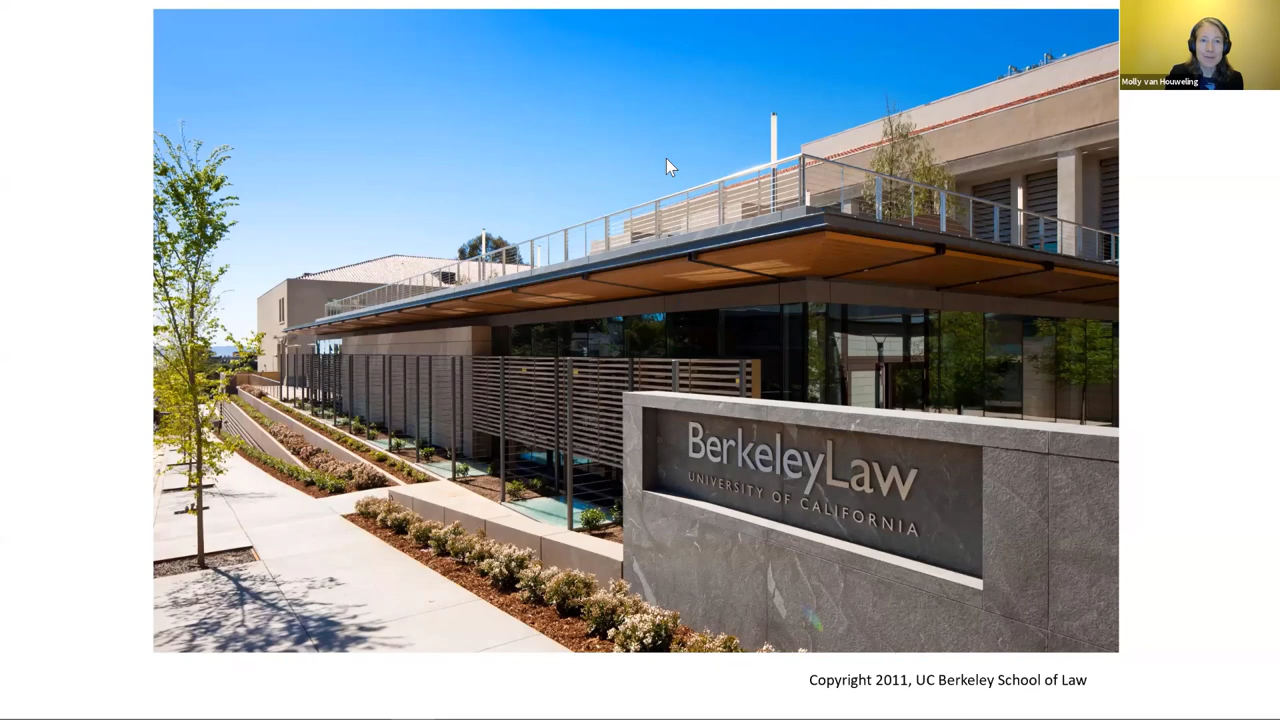 Molly van Houweling
BerkeleyLaw
UNIVERSITY OF CALIFORNIA
Copyright 2011, UC Berkeley School of Law